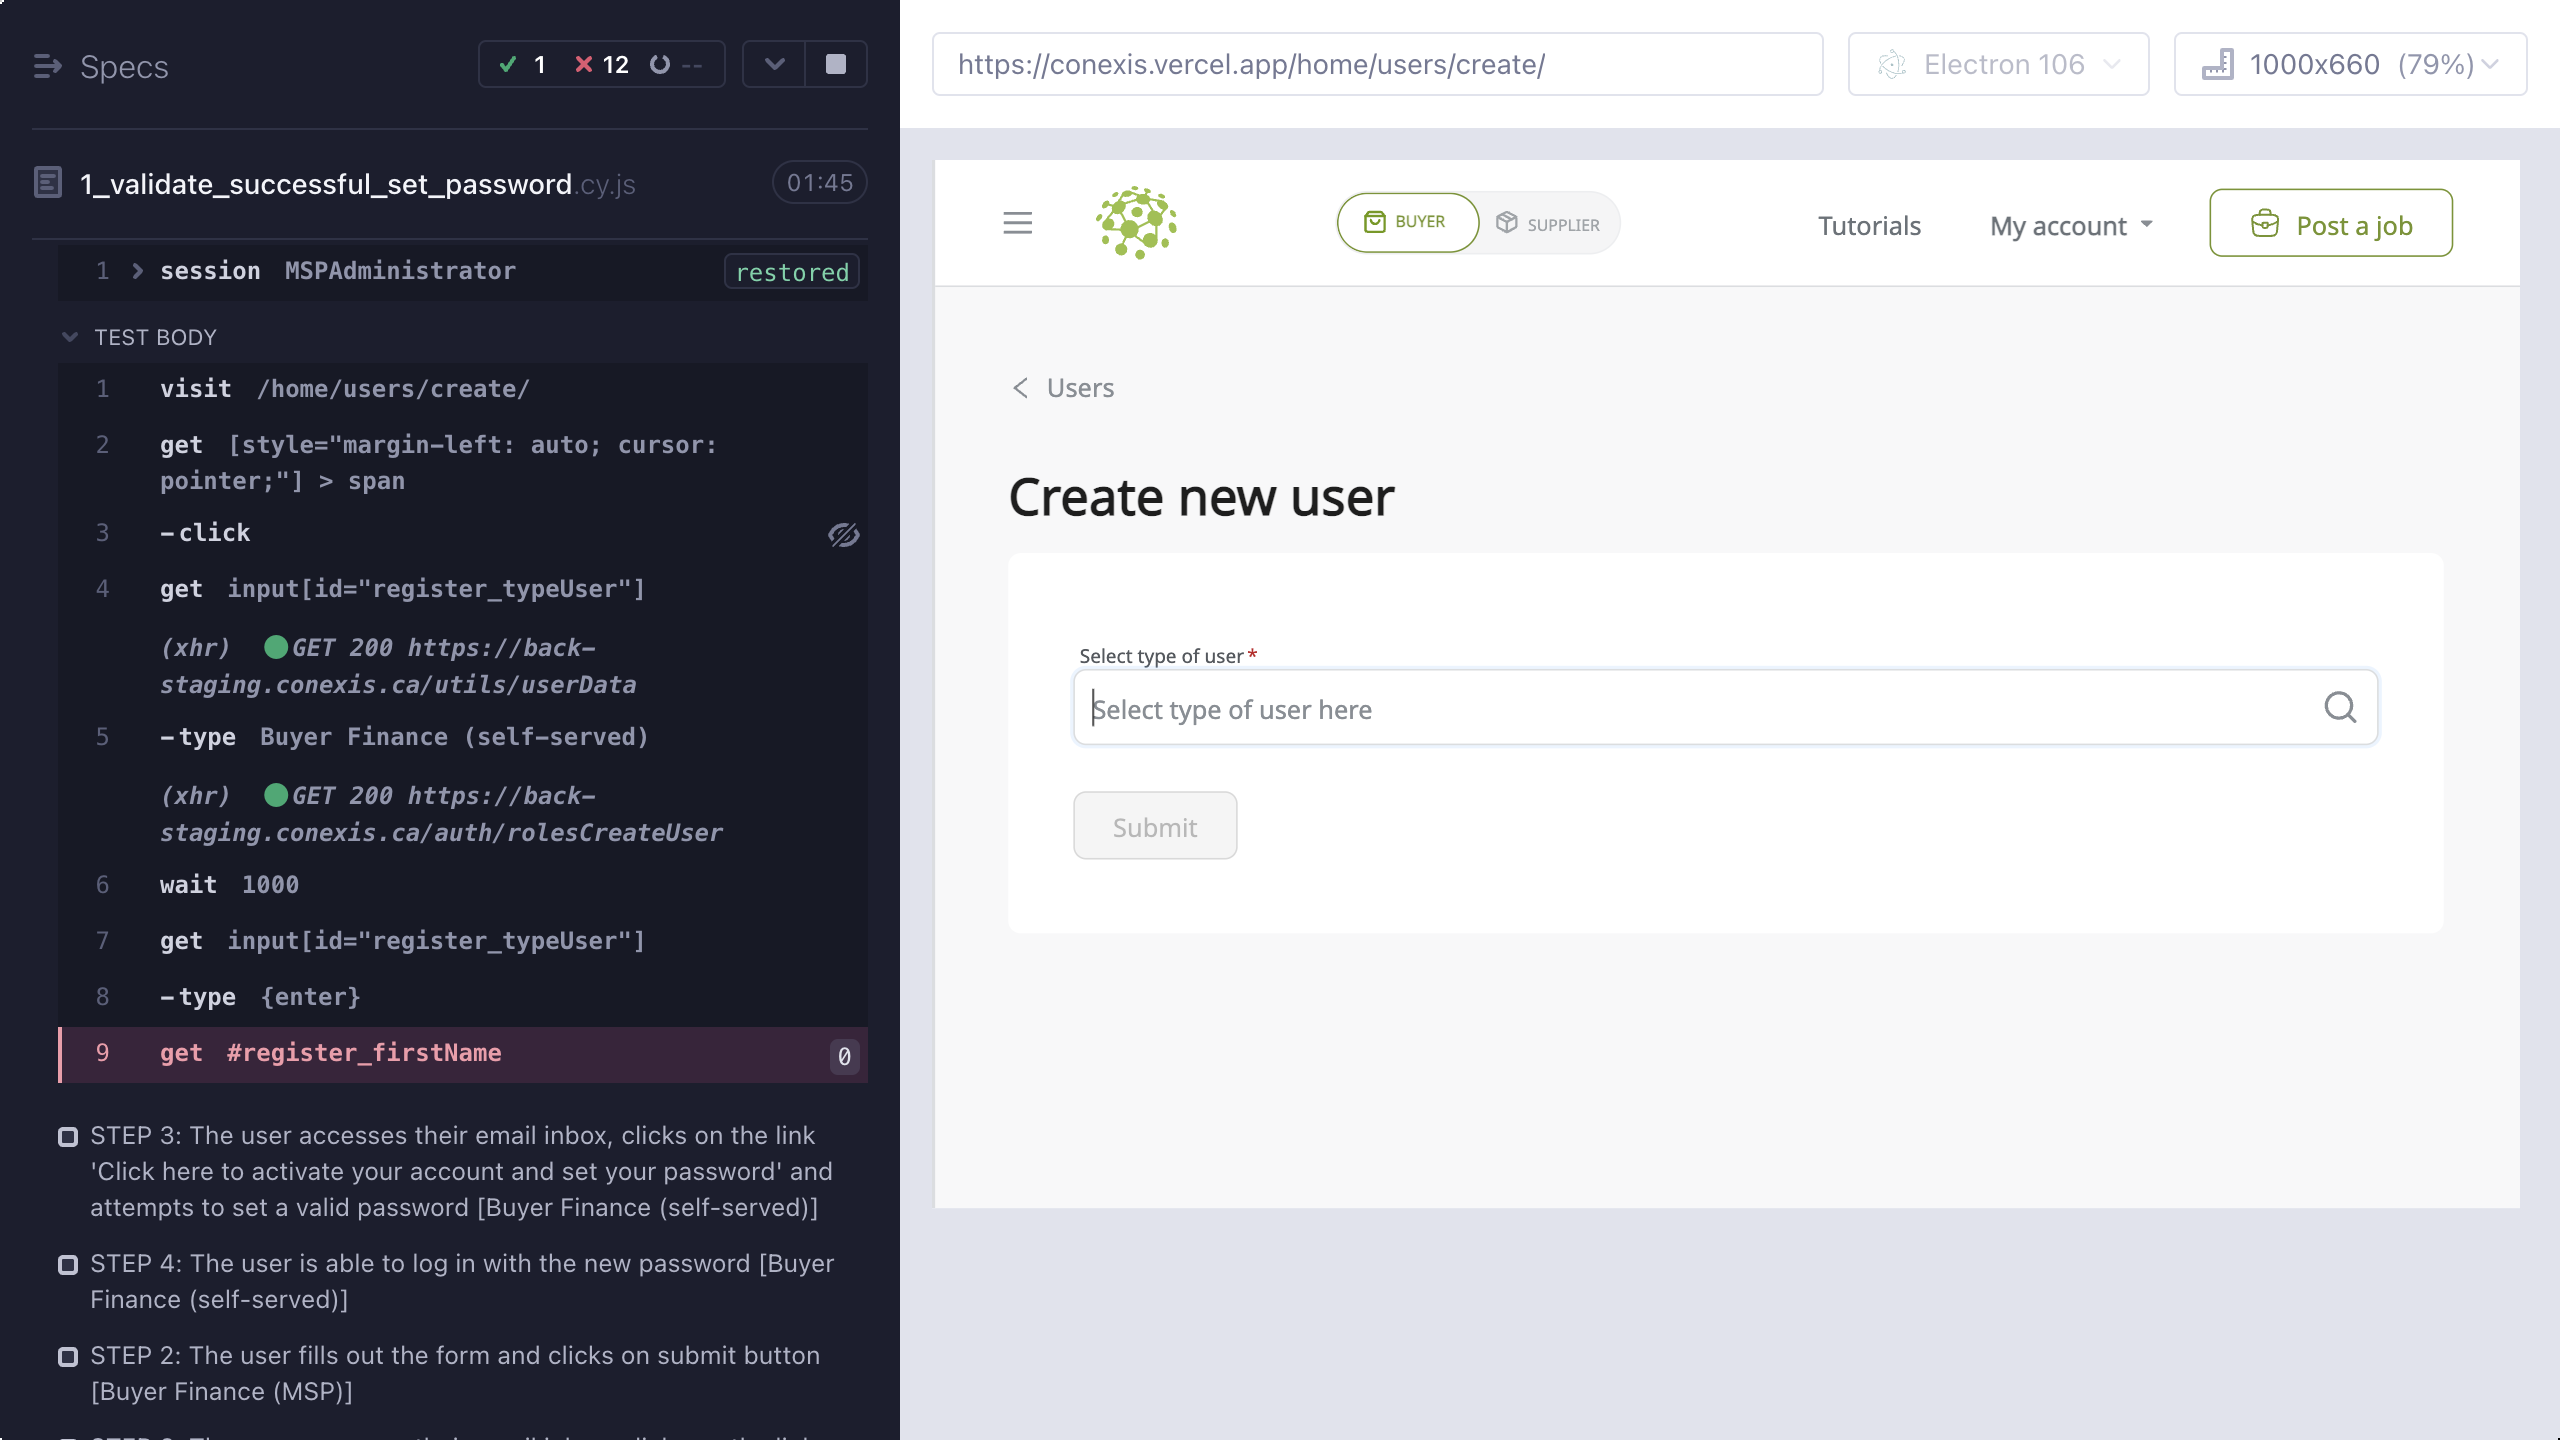 Specs
1
12
--
1_validate_successful_set_password.cy.js
01:45
1 session MSPAdministrator restored
TEST BODY
1 visit /home/users/create/
2 get [style="margin-left: auto; cursor:
pointer;"] > span
3 -click
4 get input[id="register_typeUser"]
(xhr) GET 200 https://back-
staging.conexis.ca/utils/userData
5 -type Buyer Finance (self-served)
(xhr) GET 200 https://back-
staging.conexis.ca/auth/rolesCreateUser
6 wait 1000
7 get input[id="register_typeUser"]
8 -type {enter}
9 get #register_firstName 0
STEP 3: The user accesses their email inbox, clicks on the link
'Click here to activate your account and set your password' and
attempts to set a valid password [Buyer Finance (self-served)]
STEP 4: The user is able to log in with the new password [Buyer
Finance (self-served)]
STEP 2: The user fills out the form and clicks on submit button
[Buyer Finance (MSP)]
https://conexis.vercel.app/home/users/create/
Electron 106
1000x660 (79%)
BUYER
SUPPLIER
Tutorials
My account
Post a job
Users
Create new user
Select type of user*
Select type of user here
Submit